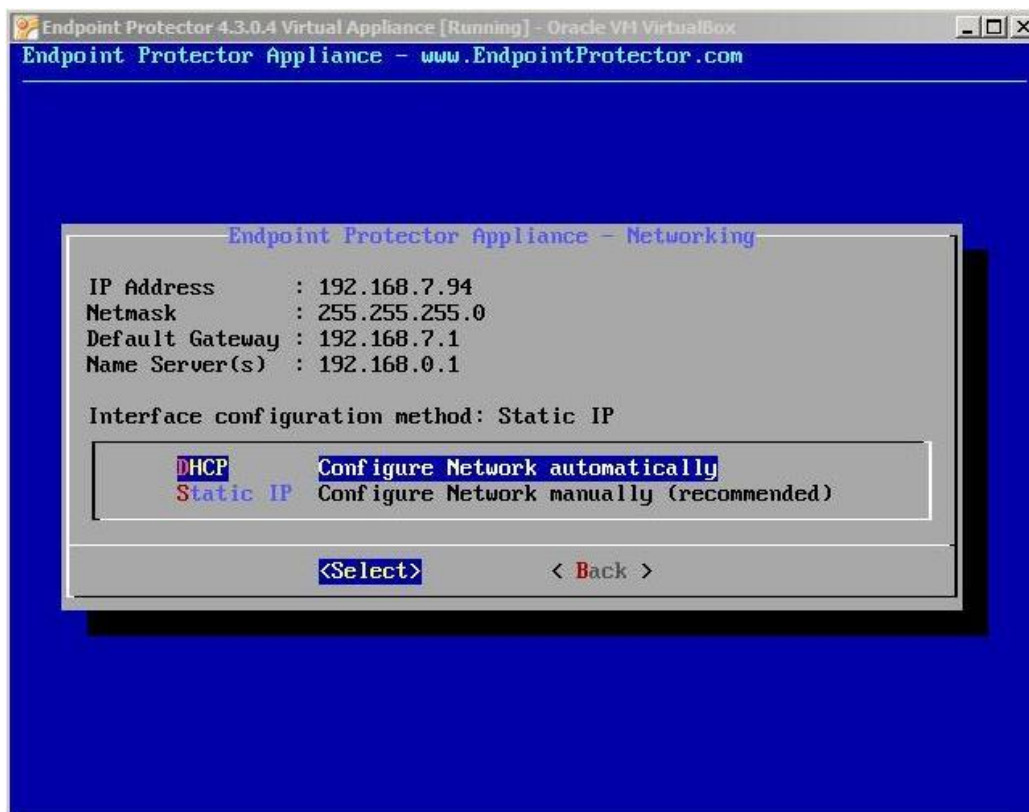 Endpoint Protector 4.3.0.4 Virtual Appliance [Running] - Oracle VM VirtualBox
Endpoint Protector Appliance - www.EndpointProtector.com
Endpoint Protector Appliance - Networking
IP Address : 192.168.7.94
Netmask : 255.255.255.0
Default Gateway : 192.168.7.1
Name Server(s) : 192.168.0.1
Interface configuration method: Static IP
DHCP Configure Network automatically
Static IP Configure Network manually (recommended)
<Select> < Back >